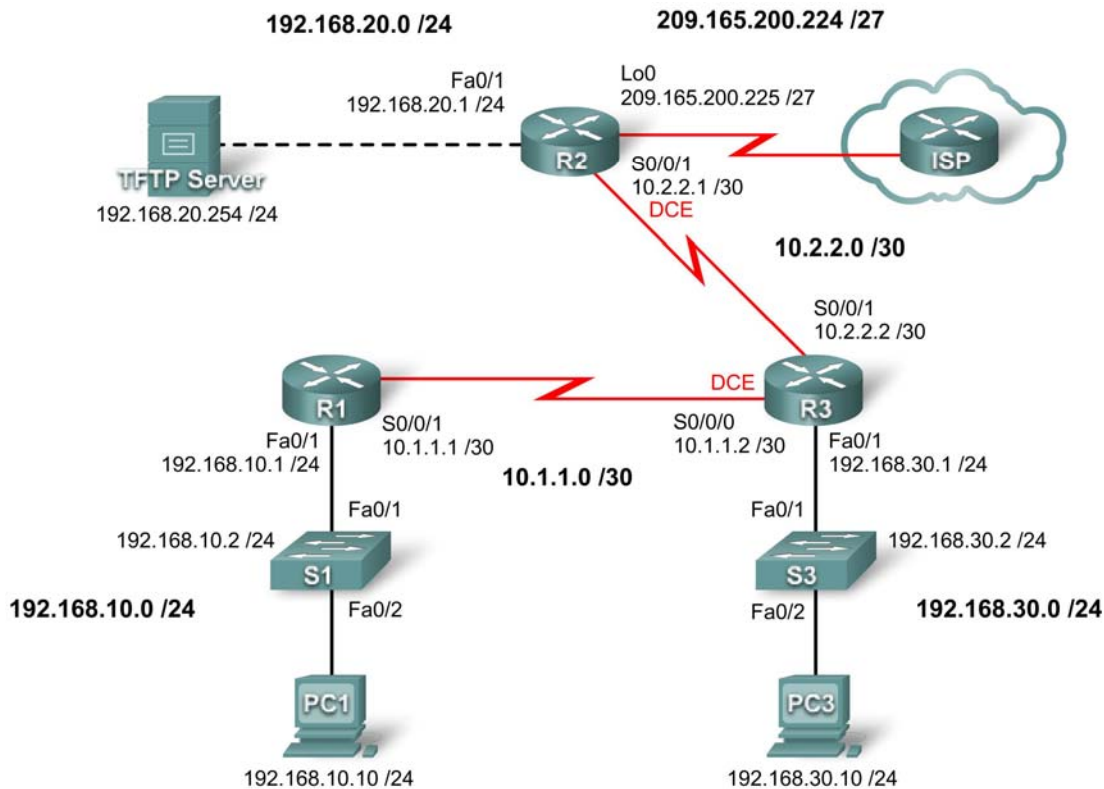 192.168.20.0 /24
209.165.200.224 /27
Fa0/1
192.168.20.1 /24
Lo0
209.165.200.225 /27
TFTP Server
192.168.20.254 /24
R2
ISP
S0/0/1
10.2.2.1 /30
DCE
10.2.2.0 /30
S0/0/1
10.2.2.2 /30
R1
DCE
R3
Fa0/1
192.168.10.1 /24
S0/0/1
10.1.1.1 /30
S0/0/0
10.1.1.2 /30
Fa0/1
192.168.30.1 /24
10.1.1.0 /30
Fa0/1
Fa0/1
192.168.10.2 /24
S1
S3
192.168.30.2 /24
192.168.10.0 /24
Fa0/2
Fa0/2
192.168.30.0 /24
PC1
PC3
192.168.10.10 /24
192.168.30.10 /24